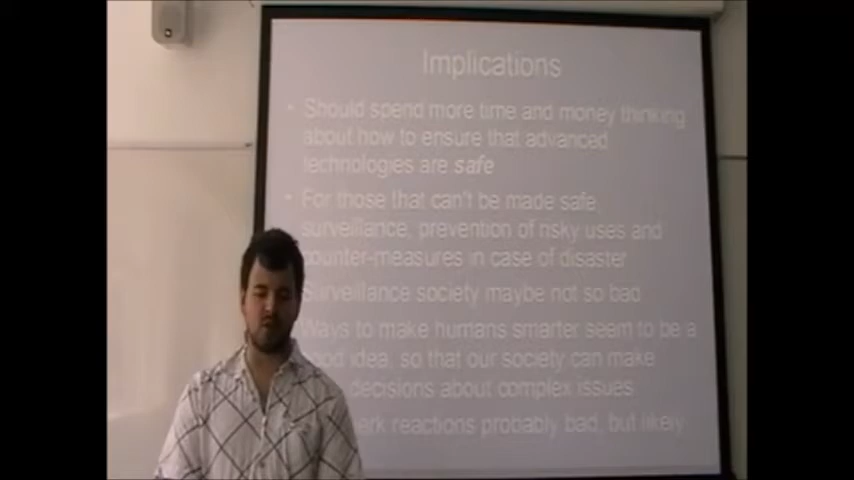 Implications
• Should spend more time and money thinking
about how to ensure that advanced
technologies are safe
• For those that can't be made safe,
surveillance, prevention of risky uses and
counter-measures in case of disaster
Surveillance society maybe not so bad
Ways to make humans smarter seem to be a
good idea, so that our society can make
decisions about complex issues
reactions probably bad, but likely